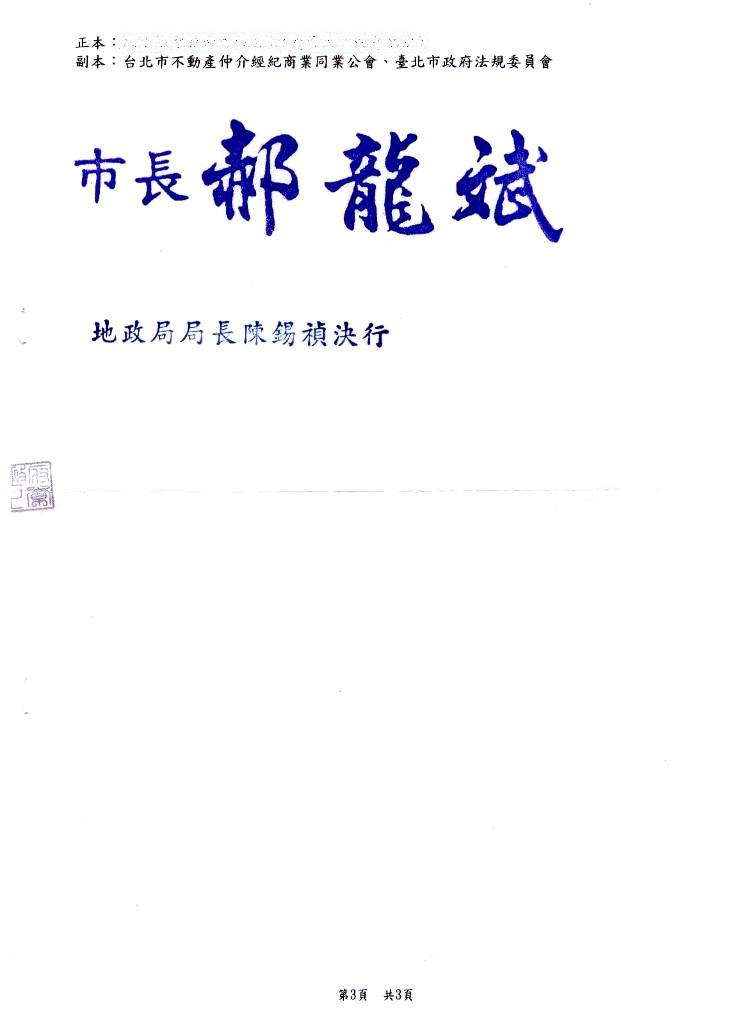 正本：
副本：台北市不動產仲介經紀商業同業公會、臺北市政府法規委員會
市長 郝龍斌
地政局局長陳錫禎決行
第3頁 共3頁